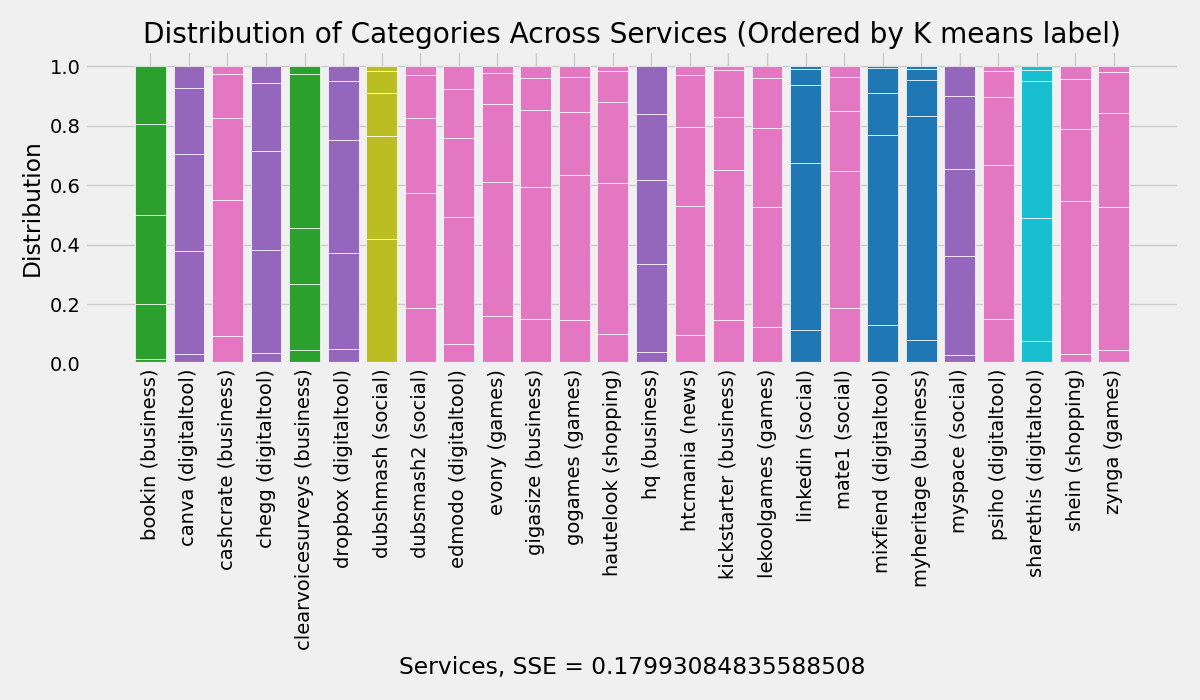 Distribution of Categories Across Services (Ordered by K means label)
Distribution
1.0
0.8
0.6
0.4
0.2
0.0
bookin (business)
canva (digitaltool)
cashcrate (business)
chegg (digitaltool)
clearvoicesurveys (business)
dropbox (digitaltool)
dubshmash (social)
dubsmash2 (social)
edmodo (digitaltool)
evony (games)
gigasize (business)
gogames (games)
hautelook (shopping)
hq (business)
htcmania (news)
kickstarter (business)
lekoolgames (games)
linkedin (social)
mate1 (social)
mixfiend (digitaltool)
myheritage (business)
myspace (social)
psiho (digitaltool)
sharethis (digitaltool)
shein (shopping)
zynga (games)
Services, SSE = 0.17993084835588508